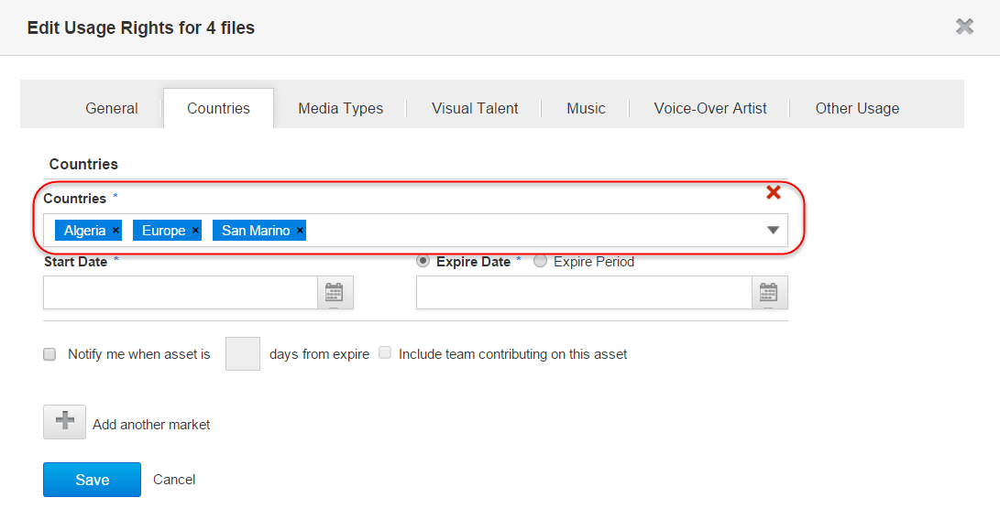 Edit Usage Rights for 4 files
General Countries Media Types Visual Talent Music Voice-Over Artist Other Usage
Countries
Countries *
Algeria × Europe × San Marino ×
Start Date * Expire Date * Expire Period
Notify me when asset is days from expire Include team contributing on this asset
Add another market
Save Cancel